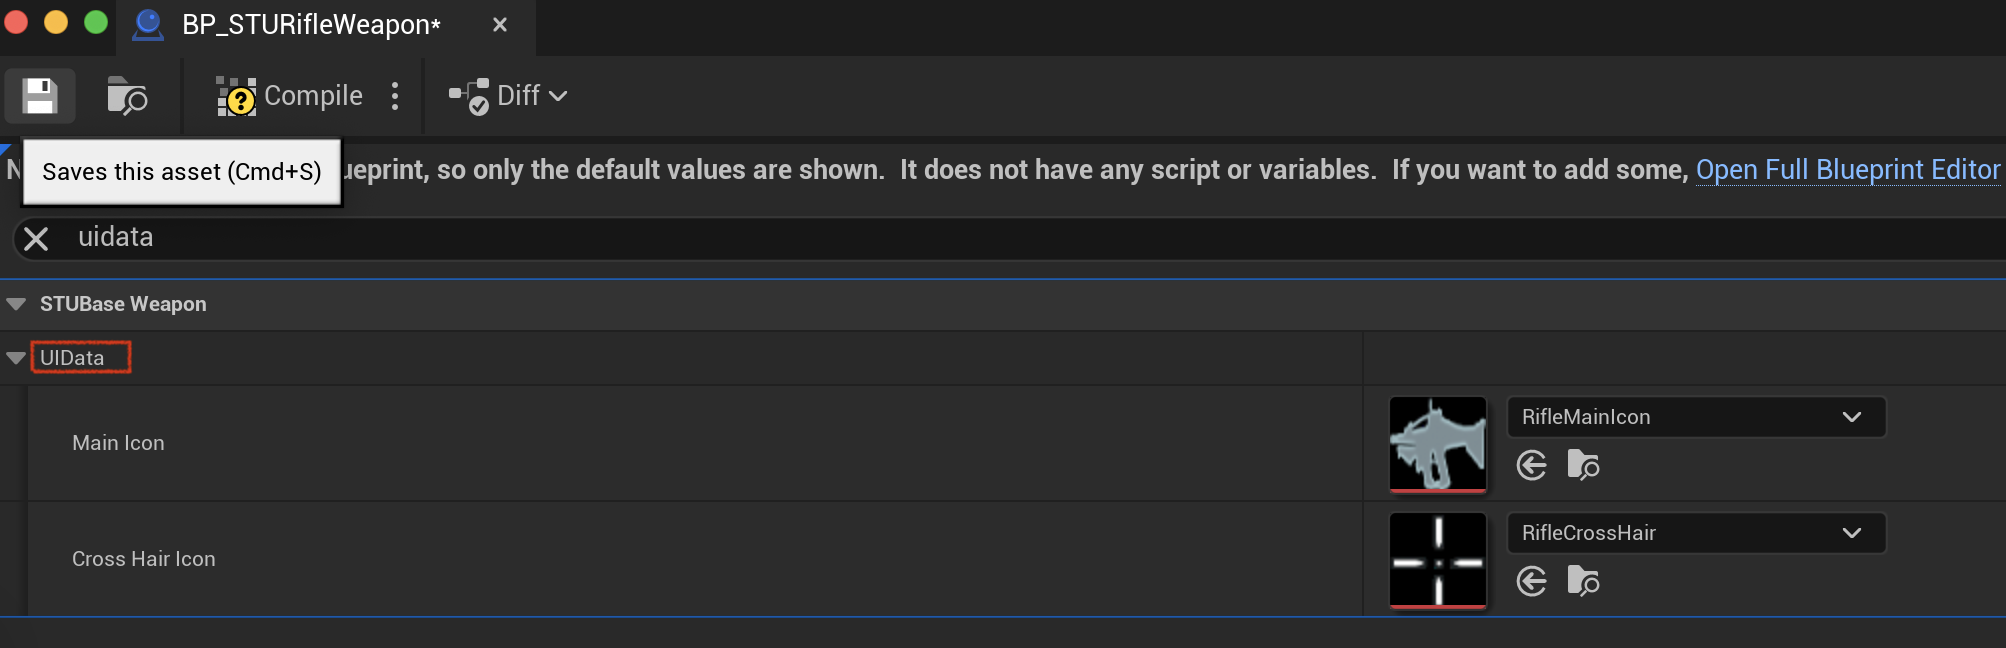 BP_STURifleWeapon*
Compile
Diff
Saves this asset (Cmd+S)
so only the default values are shown. It does not have any script or variables. If you want to add some, Open Full Blueprint Editor
uidata
STUBase Weapon
UIData
Main Icon
RifleMainIcon
Cross Hair Icon
RifleCrossHair